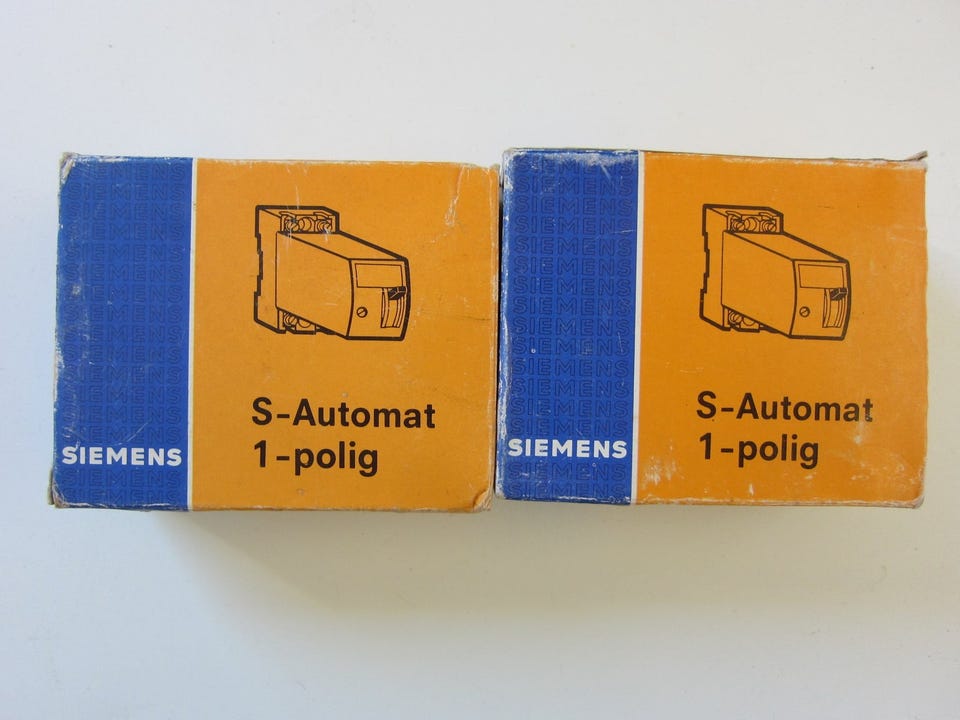 SIEMENS
S-Automat
1-polig
SIEMENS
S-Automat
1-polig